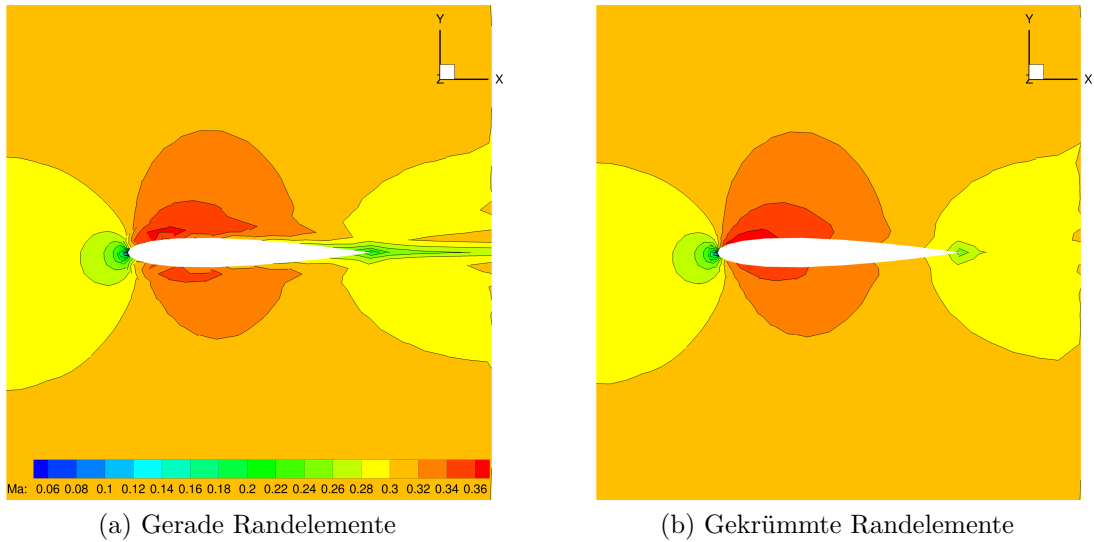 Y
X
Z
Y
X
Z
Ma: 0.06 0.08 0.1 0.12 0.14 0.16 0.18 0.2 0.22 0.24 0.26 0.28 0.3 0.32 0.34 0.36
(a) Gerade Randelemente
(b) Gekrümmte Randelemente